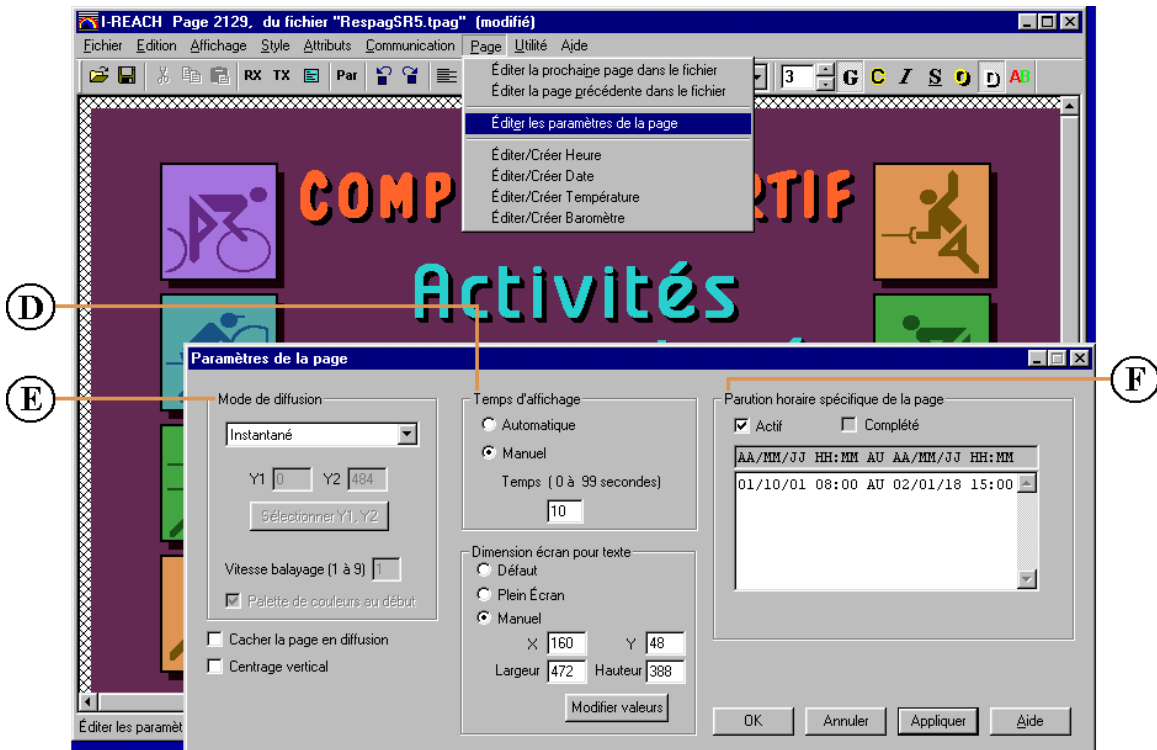 I-REACH Page 2129, du fichier "RespagSR5.tpag" (modifié)
Fichier Edition Affichage Style Attributs Communication Page Utilité Aide
RX TX Par 3 G C I S O D AB
Éditer la prochaine page dans le fichier
Éditer la page précédente dans le fichier
Éditer les paramètres de la page
Éditer/Créer Heure
Éditer/Créer Date
Éditer/Créer Température
Éditer/Créer Baromètre
COMP RTIF
Activités
D
E
F
Paramètres de la page
Mode de diffusion
Instantané
Y1 0 Y2 484
Sélectionner Y1, Y2
Vitesse balayage (1 à 9) 1
Palette de couleurs au début
Cacher la page en diffusion
Centrage vertical
Temps d'affichage
Automatique
Manuel
Temps ( 0 à 99 secondes)
10
Dimension écran pour texte
Défaut
Plein Écran
Manuel
X 160 Y 48
Largeur 472 Hauteur 388
Modifier valeurs
Parution horaire spécifique de la page
Actif Complété
AA/MM/JJ HH:MM AU AA/MM/JJ HH:MM
01/10/01 08:00 AU 02/01/18 15:00
OK Annuler Appliquer Aide
Éditer les paramèt